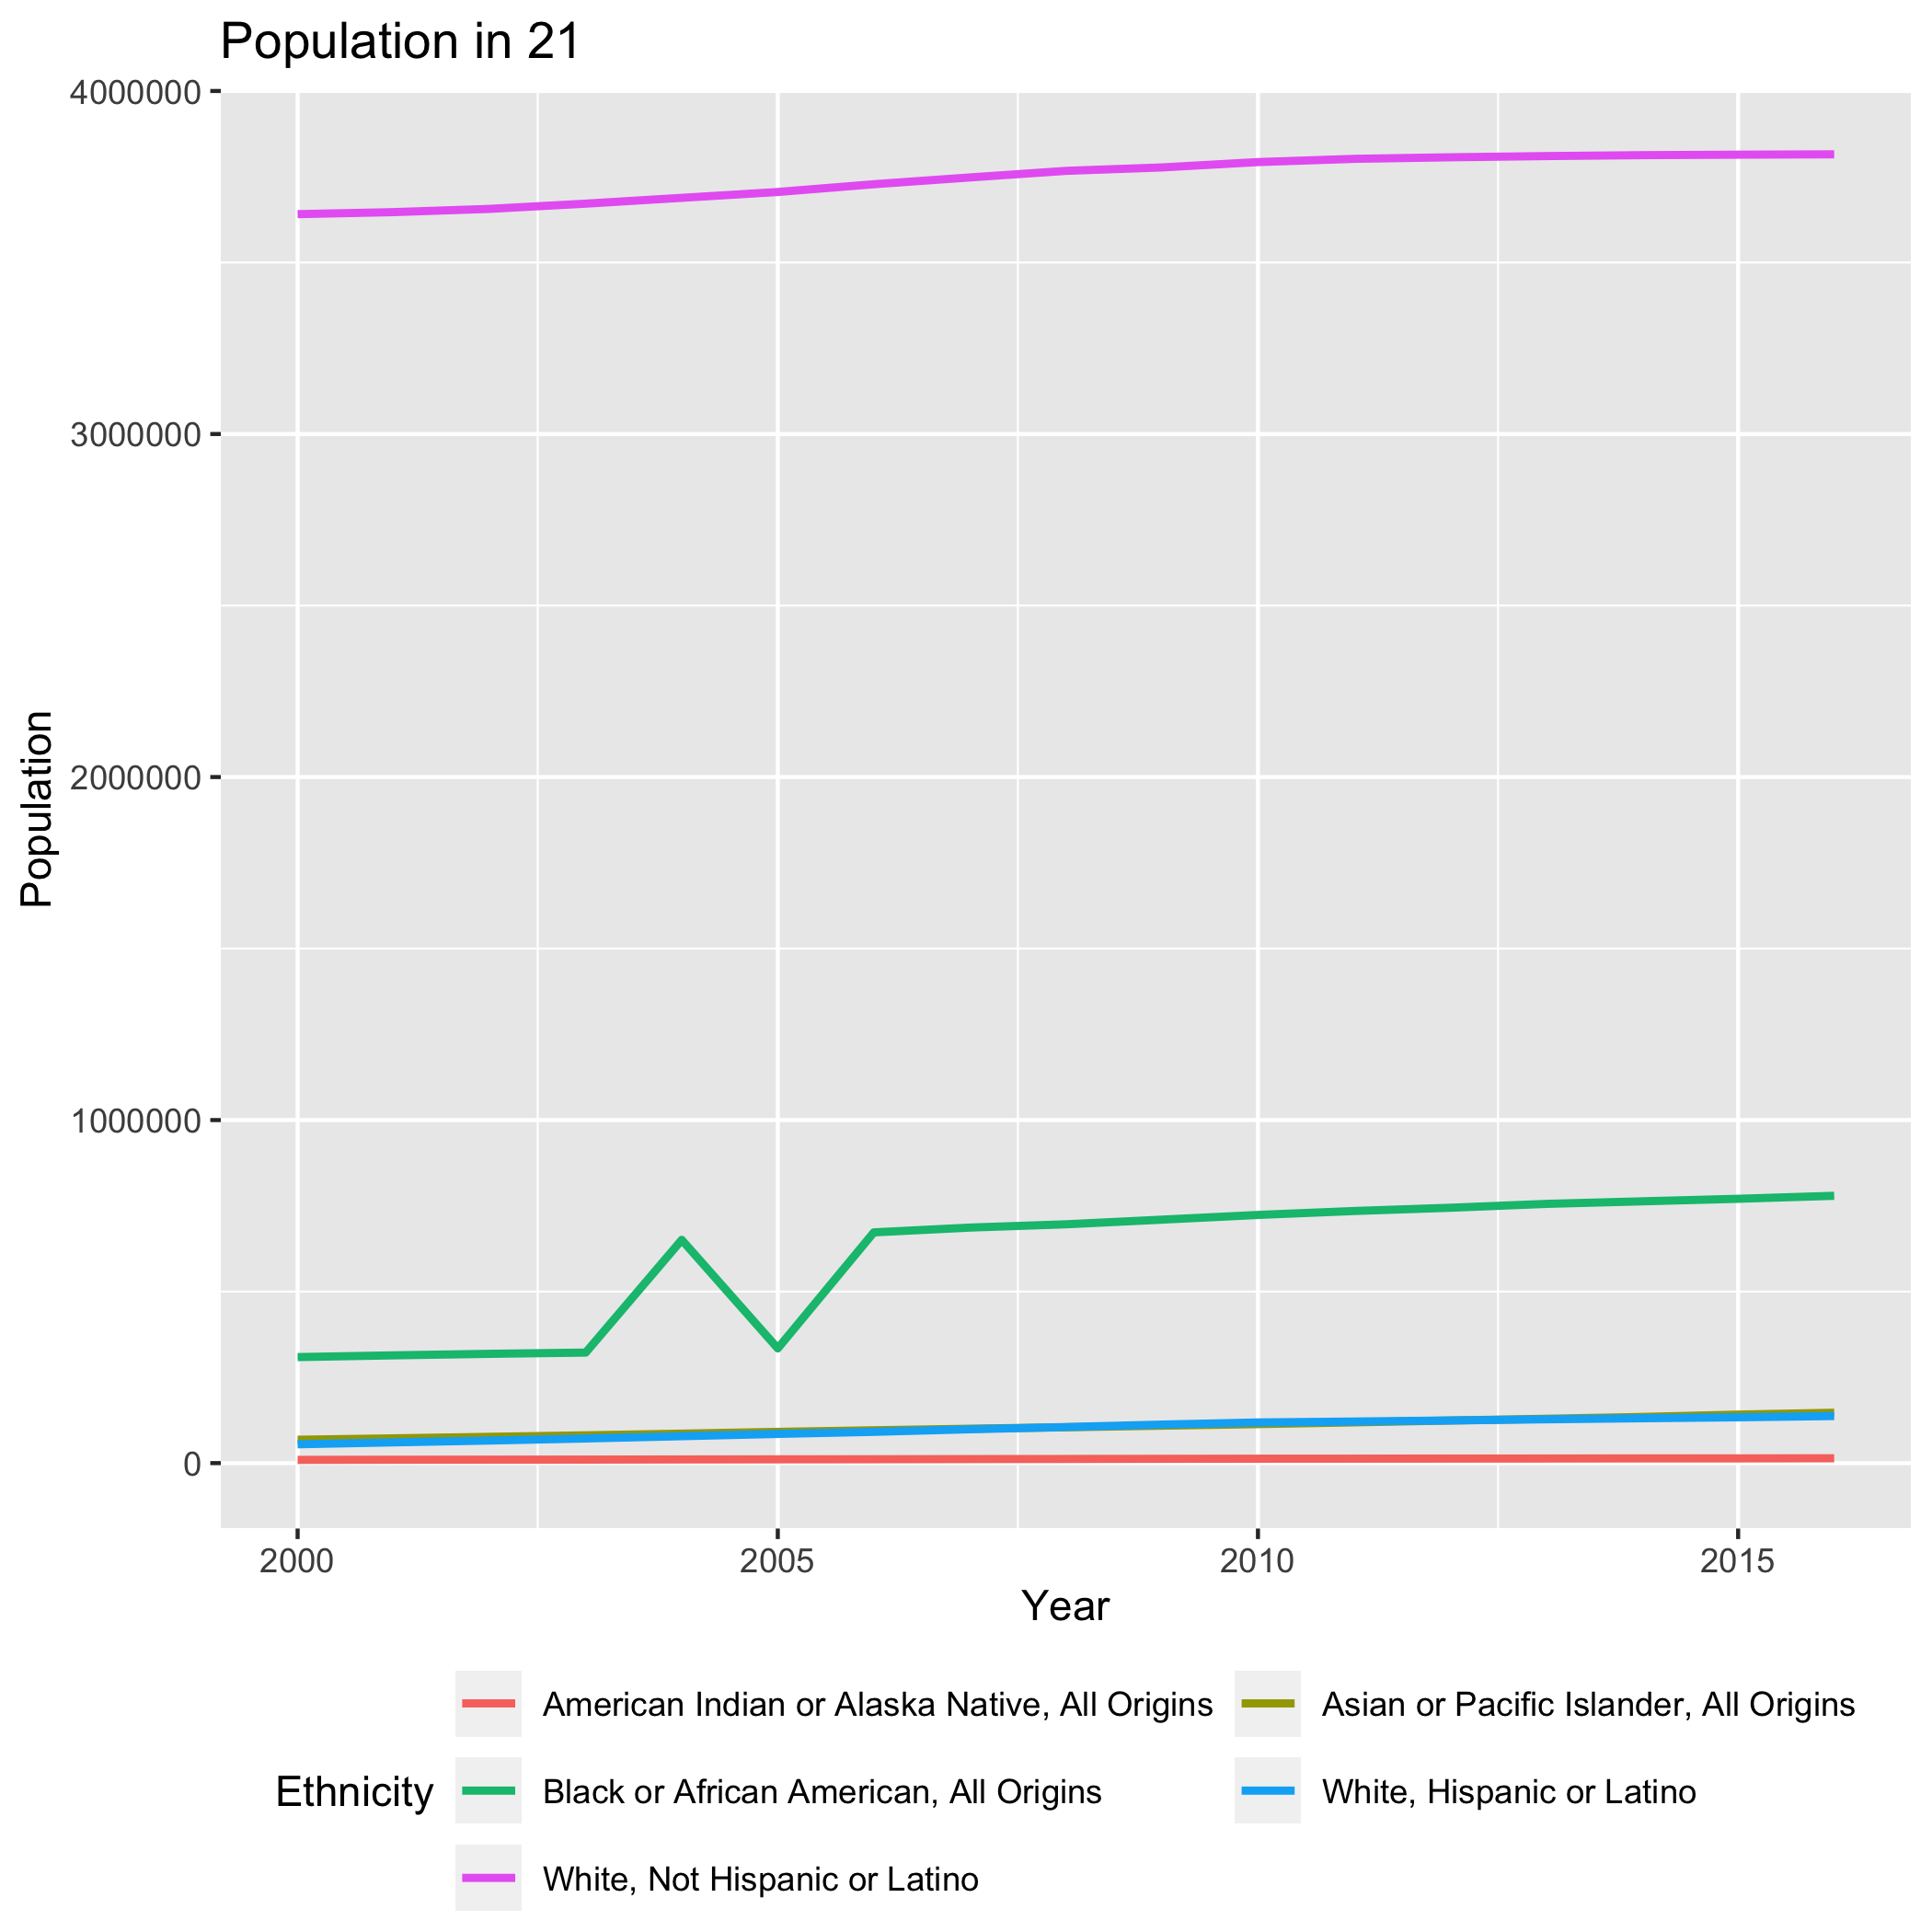 Population in 21
4000000
3000000
2000000
1000000
0
Population
2000 2005 2010 2015
Year
Ethnicity
American Indian or Alaska Native, All Origins
Asian or Pacific Islander, All Origins
Black or African American, All Origins
White, Hispanic or Latino
White, Not Hispanic or Latino